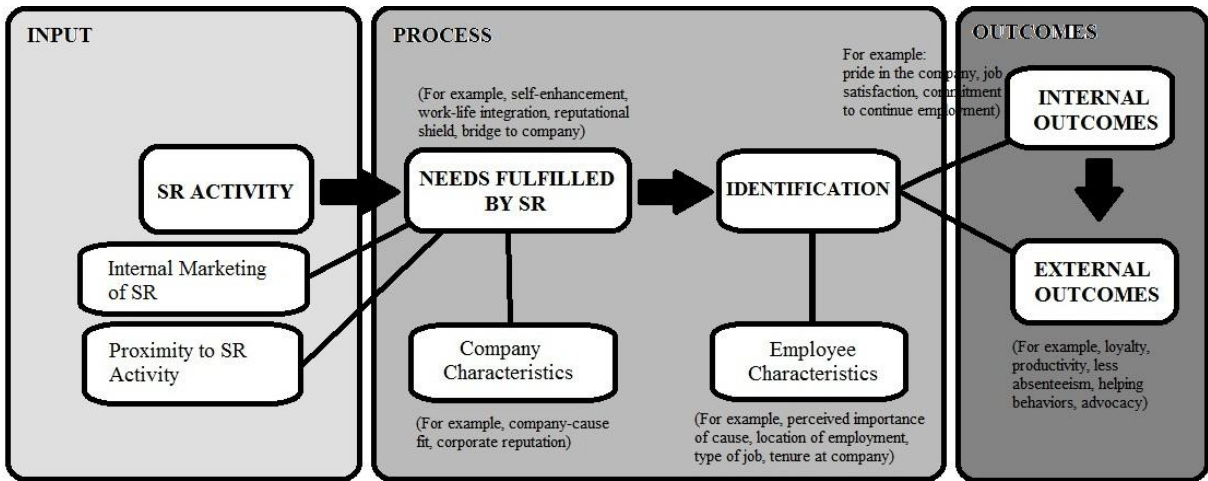 INPUT
SR ACTIVITY
Internal Marketing
of SR
Proximity to SR
Activity
PROCESS
(For example, self-enhancement,
work-life integration, reputational
shield, bridge to company)
NEEDS FULFILLED
BY SR
Company
Characteristics
(For example, company-cause
fit, corporate reputation)
IDENTIFICATION
Employee
Characteristics
(For example, perceived importance
of cause, location of employment,
type of job, tenure at company)
OUTCOMES
For example:
pride in the company, job
satisfaction, commitment
to continue employment)
INTERNAL
OUTCOMES
EXTERNAL
OUTCOMES
(For example, loyalty,
productivity, less
absenteeism, helping
behaviors, advocacy)